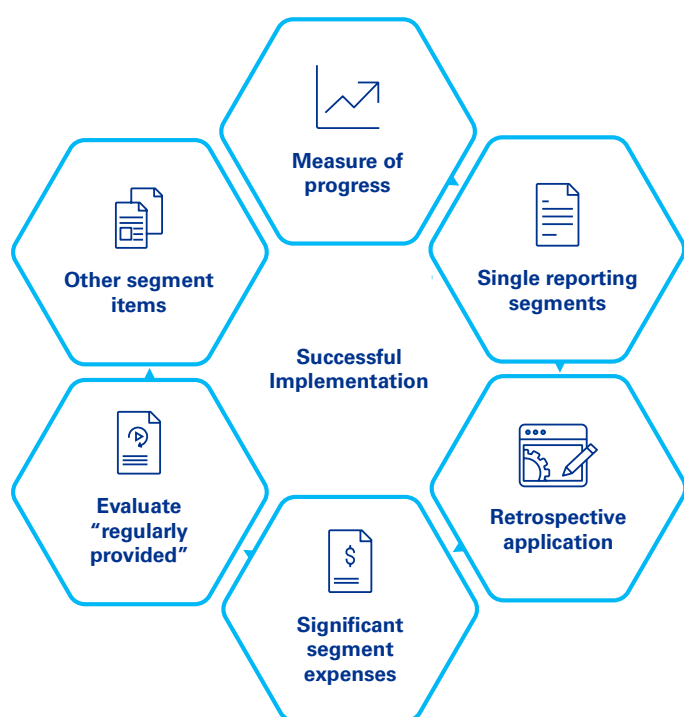 Measure of
progress
Single reporting
segments
Retrospective
application
$
Significant
segment
expenses
Evaluate
“regularly
provided”
Other segment
items
Successful
Implementation